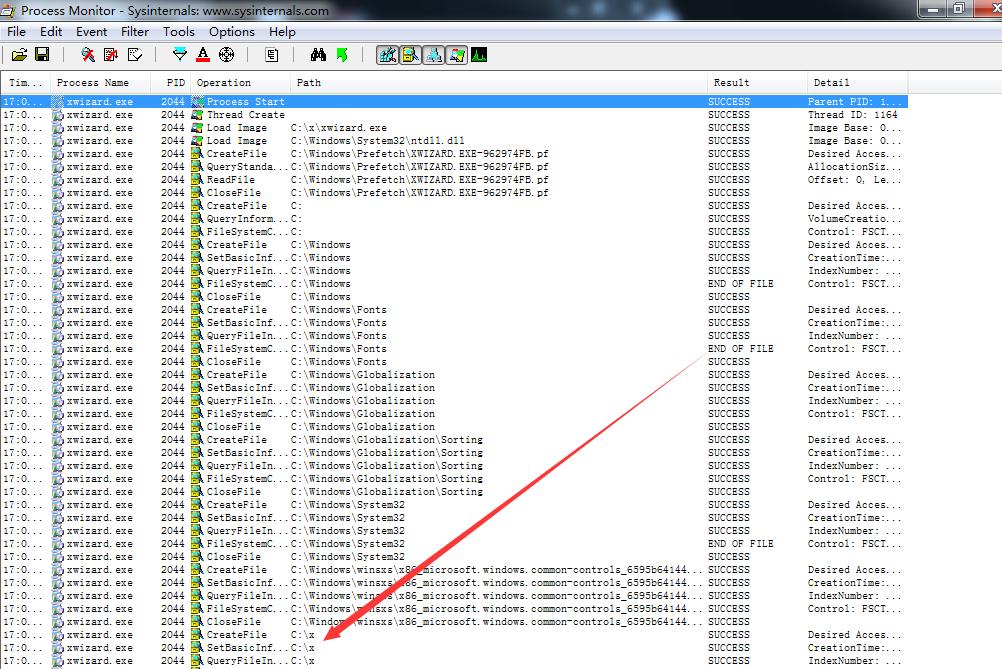 Process Monitor - Sysinternals: www.sysinternals.com
File Edit Event Filter Tools Options Help
Tim... Process Name PID Operation Path Result Detail
17:0... xwizard.exe 2044 Process Start SUCCESS Parent PID: 1...
17:0... xwizard.exe 2044 Thread Create SUCCESS Thread ID: 1164
17:0... xwizard.exe 2044 Load Image C:\x\xwizard.exe SUCCESS Image Base: 0...
17:0... xwizard.exe 2044 Load Image C:\Windows\System32\ntdll.dll SUCCESS Image Base: 0...
17:0... xwizard.exe 2044 CreateFile C:\Windows\Prefetch\XWIZARD.EXE-962974FB.pf SUCCESS Desired Acces...
17:0... xwizard.exe 2044 QueryStanda... C:\Windows\Prefetch\XWIZARD.EXE-962974FB.pf SUCCESS AllocationSiz...
17:0... xwizard.exe 2044 ReadFile C:\Windows\Prefetch\XWIZARD.EXE-962974FB.pf SUCCESS Offset: 0, Le...
17:0... xwizard.exe 2044 CloseFile C:\Windows\Prefetch\XWIZARD.EXE-962974FB.pf SUCCESS
17:0... xwizard.exe 2044 CreateFile C: SUCCESS Desired Acces...
17:0... xwizard.exe 2044 QueryInform... C: SUCCESS VolumeCreatio...
17:0... xwizard.exe 2044 FileSystemC... C: SUCCESS Control: FSCT...
17:0... xwizard.exe 2044 CreateFile C:\Windows SUCCESS Desired Acces...
17:0... xwizard.exe 2044 SetBasicInf... C:\Windows SUCCESS CreationTime:...
17:0... xwizard.exe 2044 QueryFileIn... C:\Windows SUCCESS IndexNumber: ...
17:0... xwizard.exe 2044 FileSystemC... C:\Windows END OF FILE Control: FSCT...
17:0... xwizard.exe 2044 CloseFile C:\Windows SUCCESS
17:0... xwizard.exe 2044 CreateFile C:\Windows\Fonts SUCCESS Desired Acces...
17:0... xwizard.exe 2044 SetBasicInf... C:\Windows\Fonts SUCCESS CreationTime:...
17:0... xwizard.exe 2044 QueryFileIn... C:\Windows\Fonts SUCCESS IndexNumber: ...
17:0... xwizard.exe 2044 FileSystemC... C:\Windows\Fonts END OF FILE Control: FSCT...
17:0... xwizard.exe 2044 CloseFile C:\Windows\Fonts SUCCESS
17:0... xwizard.exe 2044 CreateFile C:\Windows\Globalization SUCCESS Desired Acces...
17:0... xwizard.exe 2044 SetBasicInf... C:\Windows\Globalization SUCCESS CreationTime:...
17:0... xwizard.exe 2044 QueryFileIn... C:\Windows\Globalization SUCCESS IndexNumber: ...
17:0... xwizard.exe 2044 FileSystemC... C:\Windows\Globalization SUCCESS Control: FSCT...
17:0... xwizard.exe 2044 CloseFile C:\Windows\Globalization SUCCESS
17:0... xwizard.exe 2044 CreateFile C:\Windows\Globalization\Sorting SUCCESS Desired Acces...
17:0... xwizard.exe 2044 SetBasicInf... C:\Windows\Globalization\Sorting SUCCESS CreationTime:...
17:0... xwizard.exe 2044 QueryFileIn... C:\Windows\Globalization\Sorting SUCCESS IndexNumber: ...
17:0... xwizard.exe 2044 FileSystemC... C:\Windows\Globalization\Sorting SUCCESS Control: FSCT...
17:0... xwizard.exe 2044 CloseFile C:\Windows\Globalization\Sorting SUCCESS
17:0... xwizard.exe 2044 CreateFile C:\Windows\System32 SUCCESS Desired Acces...
17:0... xwizard.exe 2044 SetBasicInf... C:\Windows\System32 SUCCESS CreationTime:...
17:0... xwizard.exe 2044 QueryFileIn... C:\Windows\System32 SUCCESS IndexNumber: ...
17:0... xwizard.exe 2044 FileSystemC... C:\Windows\System32 END OF FILE Control: FSCT...
17:0... xwizard.exe 2044 CloseFile C:\Windows\System32 SUCCESS
17:0... xwizard.exe 2044 CreateFile C:\Windows\winsxs\x86_microsoft.windows.common-controls_6595b64144... SUCCESS Desired Acces...
17:0... xwizard.exe 2044 SetBasicInf... C:\Windows\winsxs\x86_microsoft.windows.common-controls_6595b64144... SUCCESS CreationTime:...
17:0... xwizard.exe 2044 QueryFileIn... C:\Windows\winsxs\x86_microsoft.windows.common-controls_6595b64144... SUCCESS IndexNumber: ...
17:0... xwizard.exe 2044 FileSystemC... C:\Windows\winsxs\x86_microsoft.windows.common-controls_6595b64144... SUCCESS Control: FSCT...
17:0... xwizard.exe 2044 CloseFile C:\Windows\winsxs\x86_microsoft.windows.common-controls_6595b64144... SUCCESS
17:0... xwizard.exe 2044 CreateFile C:\x SUCCESS Desired Acces...
17:0... xwizard.exe 2044 SetBasicInf... C:\x SUCCESS CreationTime:...
17:0... xwizard.exe 2044 QueryFileIn... C:\x SUCCESS IndexNumber: ...